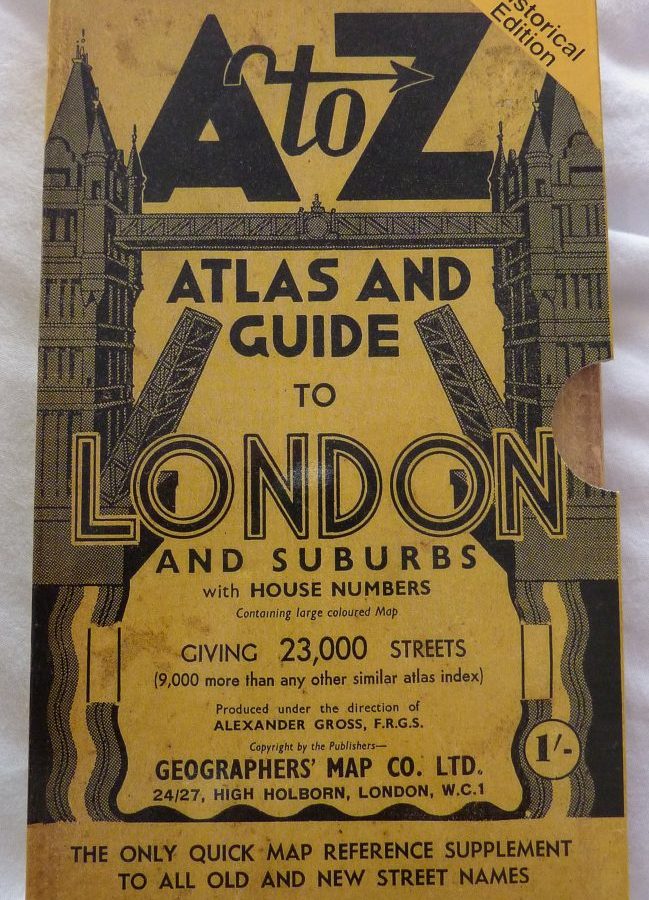 Historical
Edition
A to Z
ATLAS AND
GUIDE
TO
LONDON
AND SUBURBS
with HOUSE NUMBERS
Containing large coloured Map
GIVING 23,000 STREETS
(9,000 more than any other similar atlas index)
Produced under the direction of
ALEXANDER GROSS, F.R.G.S.
Copyright by the Publishers—
GEOGRAPHERS' MAP CO. LTD.
24/27, HIGH HOLBORN, LONDON, W.C.1
1/-
THE ONLY QUICK MAP REFERENCE SUPPLEMENT
TO ALL OLD AND NEW STREET NAMES